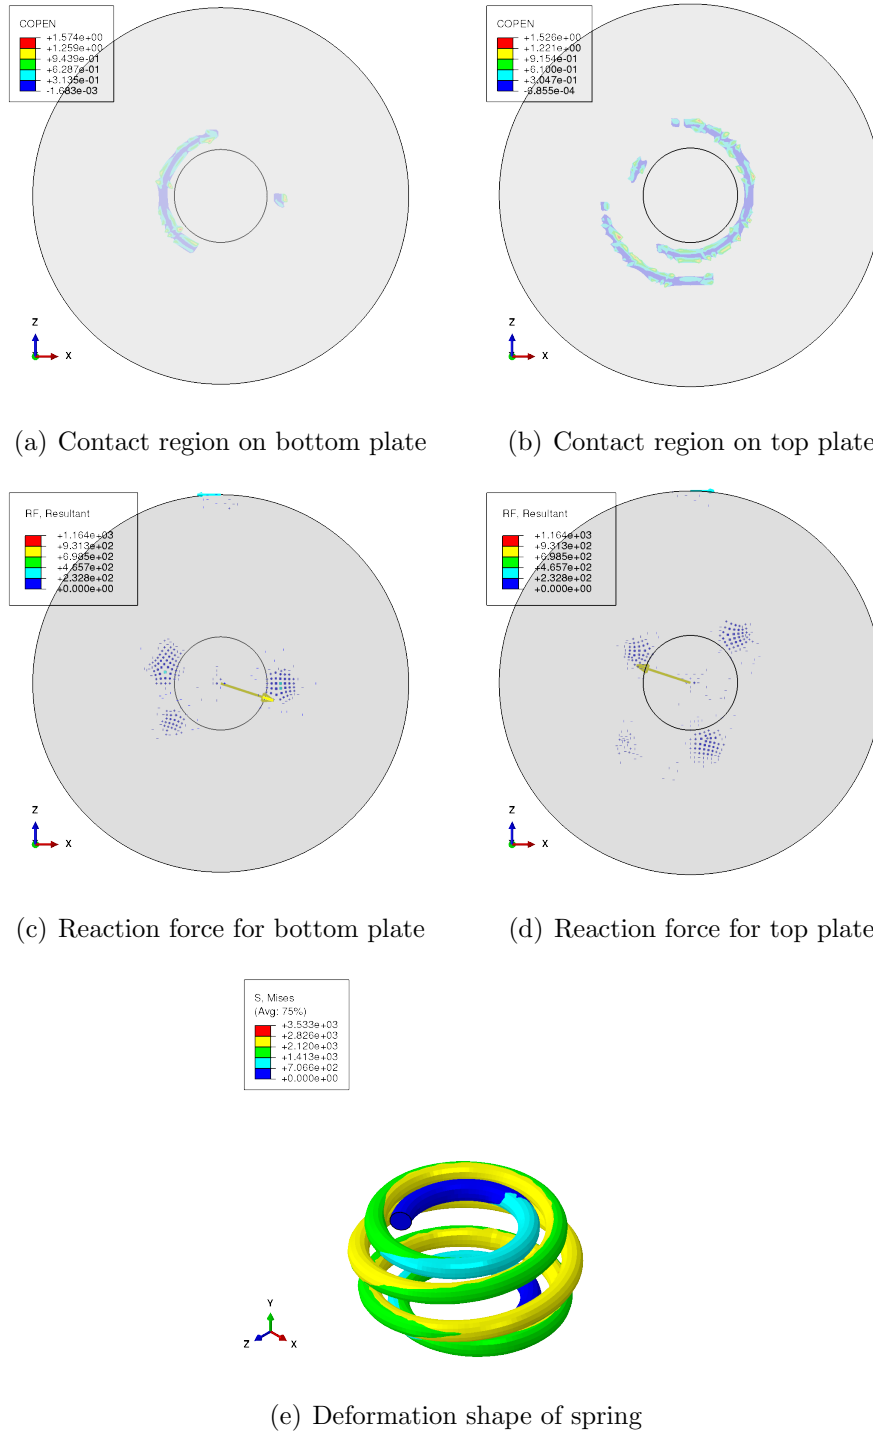 COPEN
+1.574e+00
+1.259e+00
+9.439e-01
+6.287e-01
+3.135e-01
-1.683e-03
Z
X
(a) Contact region on bottom plate
COPEN
+1.526e+00
+1.221e+00
+9.154e-01
+6.100e-01
+3.047e-01
-6.855e-04
Z
X
(b) Contact region on top plate
RF, Resultant
+1.164e+03
+9.313e+02
+6.985e+02
+4.657e+02
+2.328e+02
+0.000e+00
Z
X
(c) Reaction force for bottom plate
RF, Resultant
+1.164e+03
+9.313e+02
+6.985e+02
+4.657e+02
+2.328e+02
+0.000e+00
Z
X
(d) Reaction force for top plate
S, Mises
(Avg: 75%)
+3.533e+03
+2.826e+03
+2.120e+03
+1.413e+03
+7.066e+02
+0.000e+00
Y
Z
X
(e) Deformation shape of spring